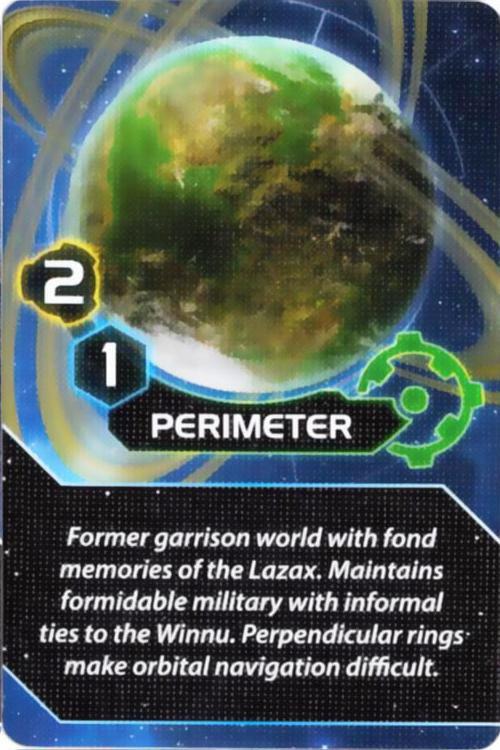 2
1
PERIMETER
Former garrison world with fond
memories of the Lazax. Maintains
formidable military with informal
ties to the Winnu. Perpendicular rings
make orbital navigation difficult.